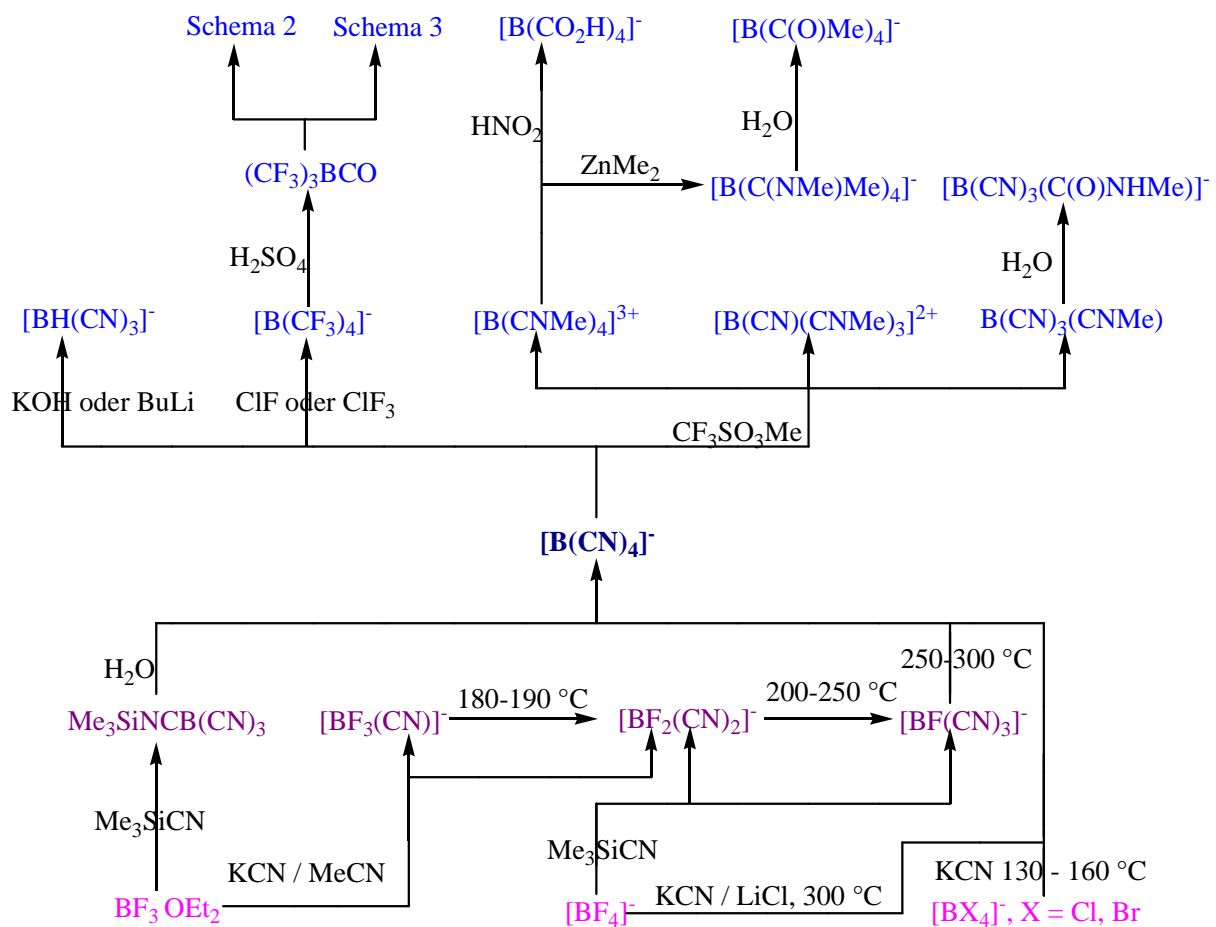 Schema 2 Schema 3 [B(CO₂H)₄]⁻ [B(C(O)Me)₄]⁻
HNO₂ H₂O
(CF₃)₃BCO ZnMe₂ [B(C(NMe)Me)₄]⁻ [B(CN)₃(C(O)NHMe)]⁻
H₂SO₄ H₂O
[BH(CN)₃]⁻ [B(CF₃)₄]⁻ [B(CNMe)₄]³⁺ [B(CN)(CNMe)₃]²⁺ B(CN)₃(CNMe)
KOH oder BuLi ClF oder ClF₃
CF₃SO₃Me
[B(CN)₄]⁻
H₂O 250-300 °C
180-190 °C 200-250 °C
Me₃SiNCB(CN)₃ [BF₃(CN)]⁻ [BF₂(CN)₂]⁻ [BF(CN)₃]⁻
Me₃SiCN Me₃SiCN
KCN / MeCN KCN 130 - 160 °C
KCN / LiCl, 300 °C
BF₃ OEt₂ [BF₄]⁻ [BX₄]⁻, X = Cl, Br